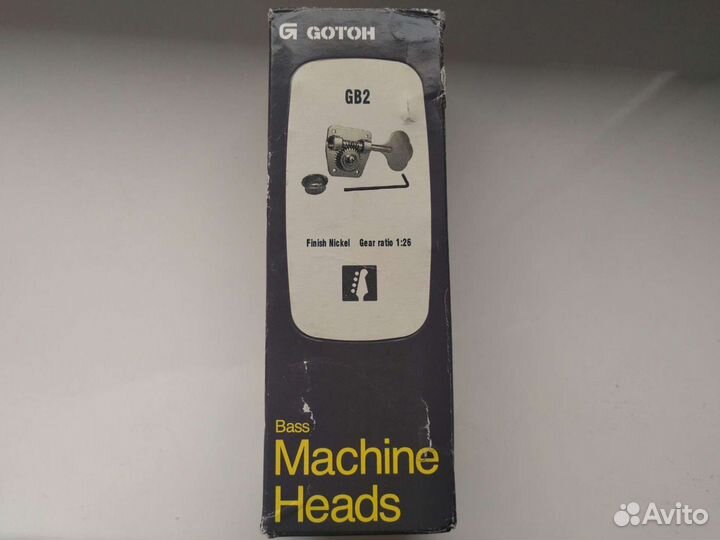 GOTOH
GB2
Finish Nickel Gear ratio 1:26
Bass
Machine
Heads
Avito